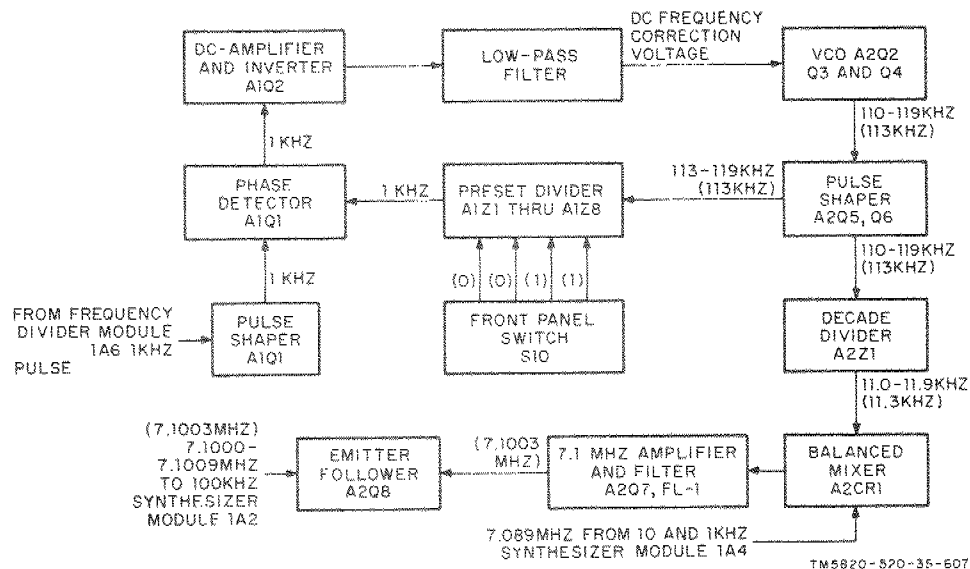 DC-AMPLIFIER
AND INVERTER
A1Q2
LOW-PASS
FILTER
DC FREQUENCY
CORRECTION
VOLTAGE
VCO A2Q2
Q3 AND Q4
1 KHZ
110-119KHZ
(113KHZ)
PHASE
DETECTOR
A1Q1
1 KHZ
PRESET DIVIDER
A1Z1 THRU A1Z8
113-119KHZ
(113KHZ)
PULSE
SHAPER
A2Q5, Q6
1 KHZ
(0) (0) (1) (1)
110-119KHZ
(113KHZ)
FROM FREQUENCY
DIVIDER MODULE
1A6 1KHZ
PULSE
PULSE
SHAPER
A1Q1
FRONT PANEL
SWITCH
S10
DECADE
DIVIDER
A2Z1
11.0-11.9KHZ
(11.3KHZ)
(7.1003MHZ)
7.1000-
7.1009MHZ
TO 100KHZ
SYNTHESIZER
MODULE 1A2
EMITTER
FOLLOWER
A2Q8
(7.1003
MHZ)
7.1 MHZ AMPLIFIER
AND FILTER
A2Q7, FL-1
BALANCED
MIXER
A2CR1
7.089MHZ FROM 10 AND 1KHZ
SYNTHESIZER MODULE 1A4
TM5820-520-35-607